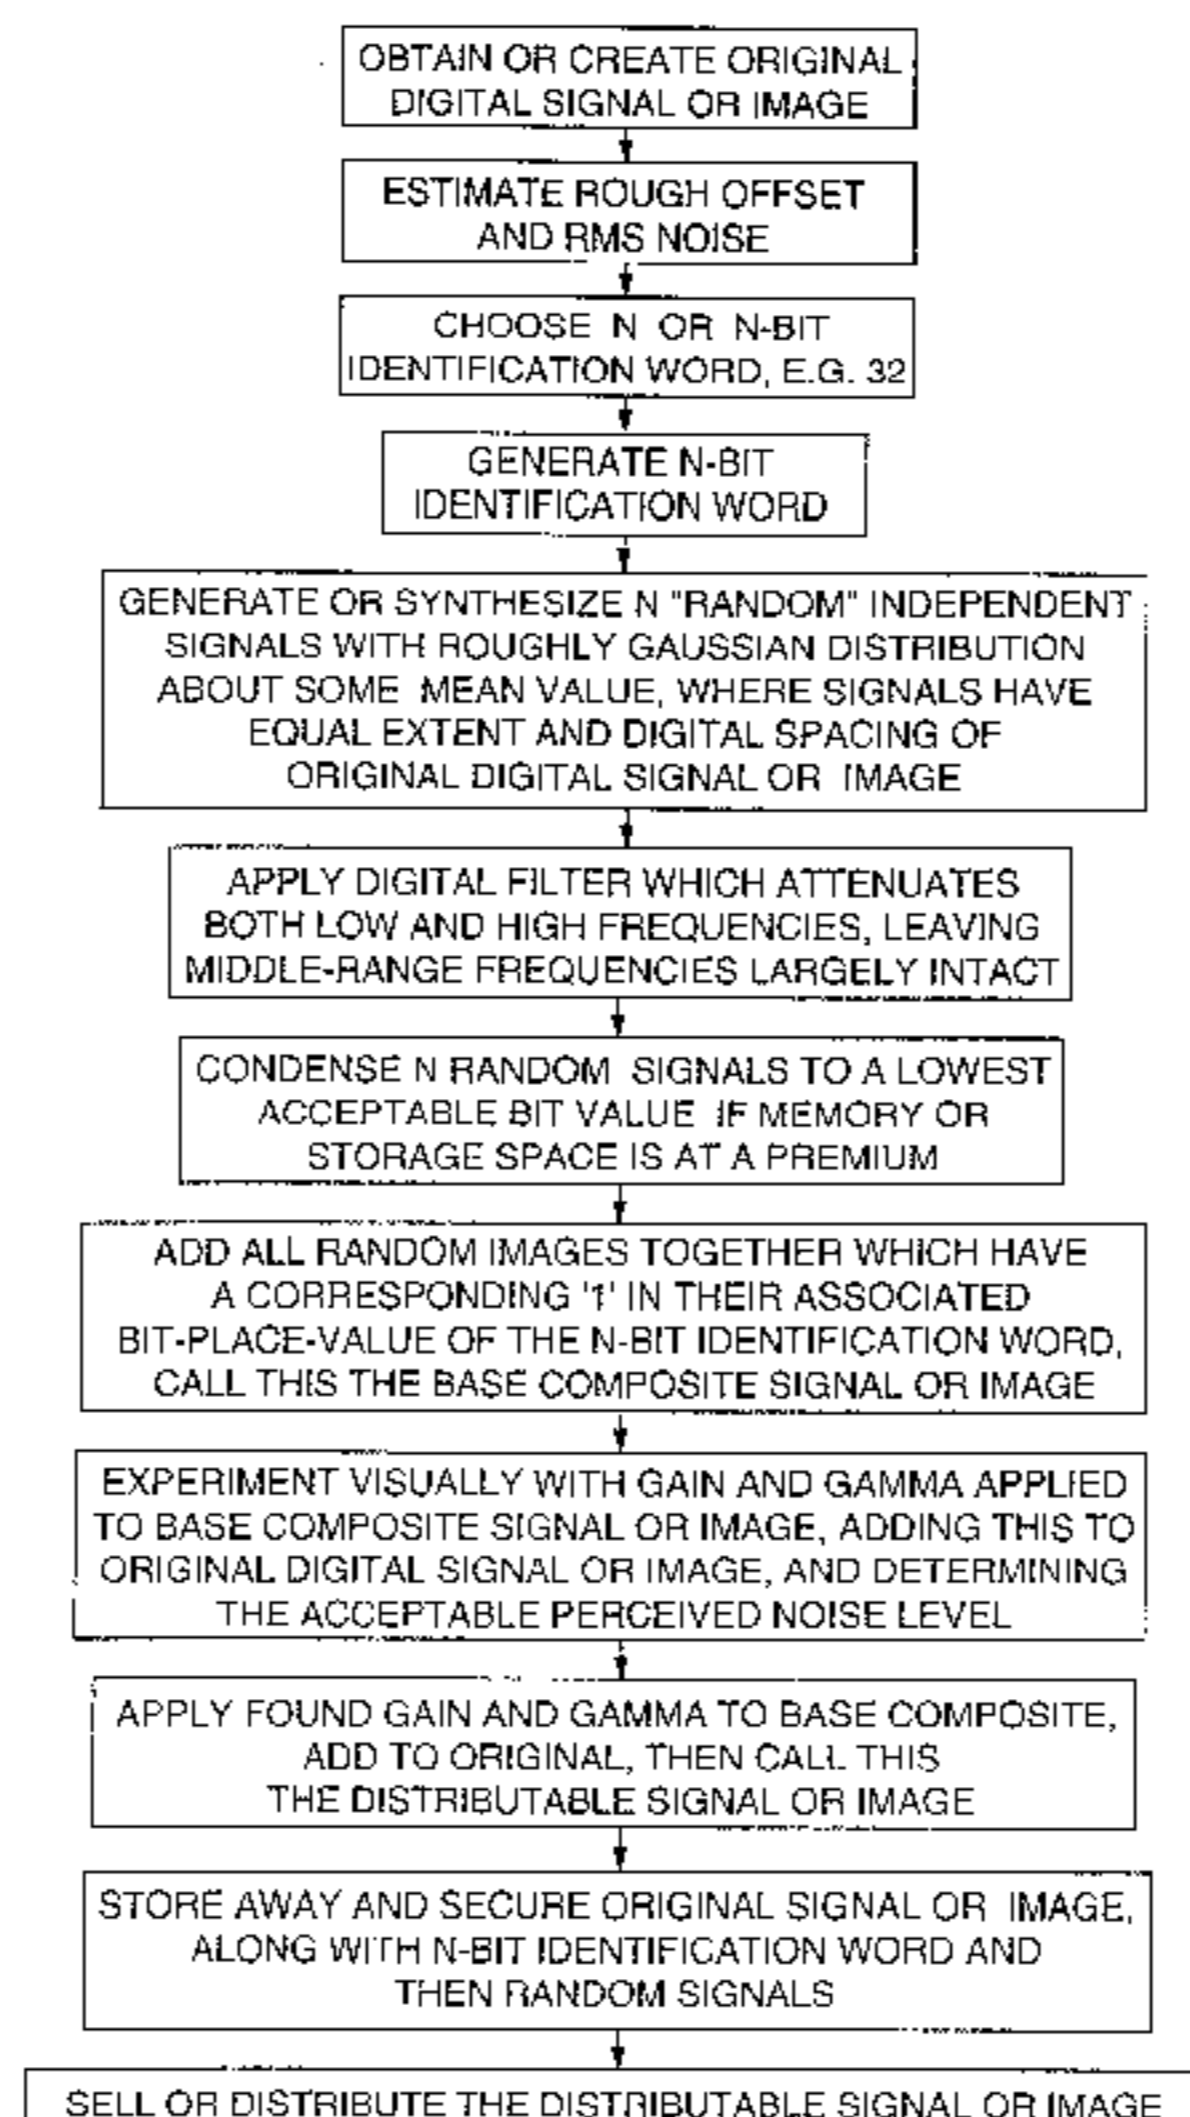 OBTAIN OR CREATE ORIGINAL
DIGITAL SIGNAL OR IMAGE
ESTIMATE ROUGH OFFSET
AND RMS NOISE
CHOOSE N OR N-BIT
IDENTIFICATION WORD, E.G. 32
GENERATE N-BIT
IDENTIFICATION WORD
GENERATE OR SYNTHESIZE N "RANDOM" INDEPENDENT
SIGNALS WITH ROUGHLY GAUSSIAN DISTRIBUTION
ABOUT SOME MEAN VALUE, WHERE SIGNALS HAVE
EQUAL EXTENT AND DIGITAL SPACING OF
ORIGINAL DIGITAL SIGNAL OR IMAGE
APPLY DIGITAL FILTER WHICH ATTENUATES
BOTH LOW AND HIGH FREQUENCIES, LEAVING
MIDDLE-RANGE FREQUENCIES LARGELY INTACT
CONDENSE N RANDOM SIGNALS TO A LOWEST
ACCEPTABLE BIT VALUE IF MEMORY OR
STORAGE SPACE IS AT A PREMIUM
ADD ALL RANDOM IMAGES TOGETHER WHICH HAVE
A CORRESPONDING '1' IN THEIR ASSOCIATED
BIT-PLACE-VALUE OF THE N-BIT IDENTIFICATION WORD,
CALL THIS THE BASE COMPOSITE SIGNAL OR IMAGE
EXPERIMENT VISUALLY WITH GAIN AND GAMMA APPLIED
TO BASE COMPOSITE SIGNAL OR IMAGE, ADDING THIS TO
ORIGINAL DIGITAL SIGNAL OR IMAGE, AND DETERMINING
THE ACCEPTABLE PERCEIVED NOISE LEVEL
APPLY FOUND GAIN AND GAMMA TO BASE COMPOSITE,
ADD TO ORIGINAL, THEN CALL THIS
THE DISTRIBUTABLE SIGNAL OR IMAGE
STORE AWAY AND SECURE ORIGINAL SIGNAL OR IMAGE,
ALONG WITH N-BIT IDENTIFICATION WORD AND
THEN RANDOM SIGNALS
SELL OR DISTRIBUTE THE DISTRIBUTABLE SIGNAL OR IMAGE